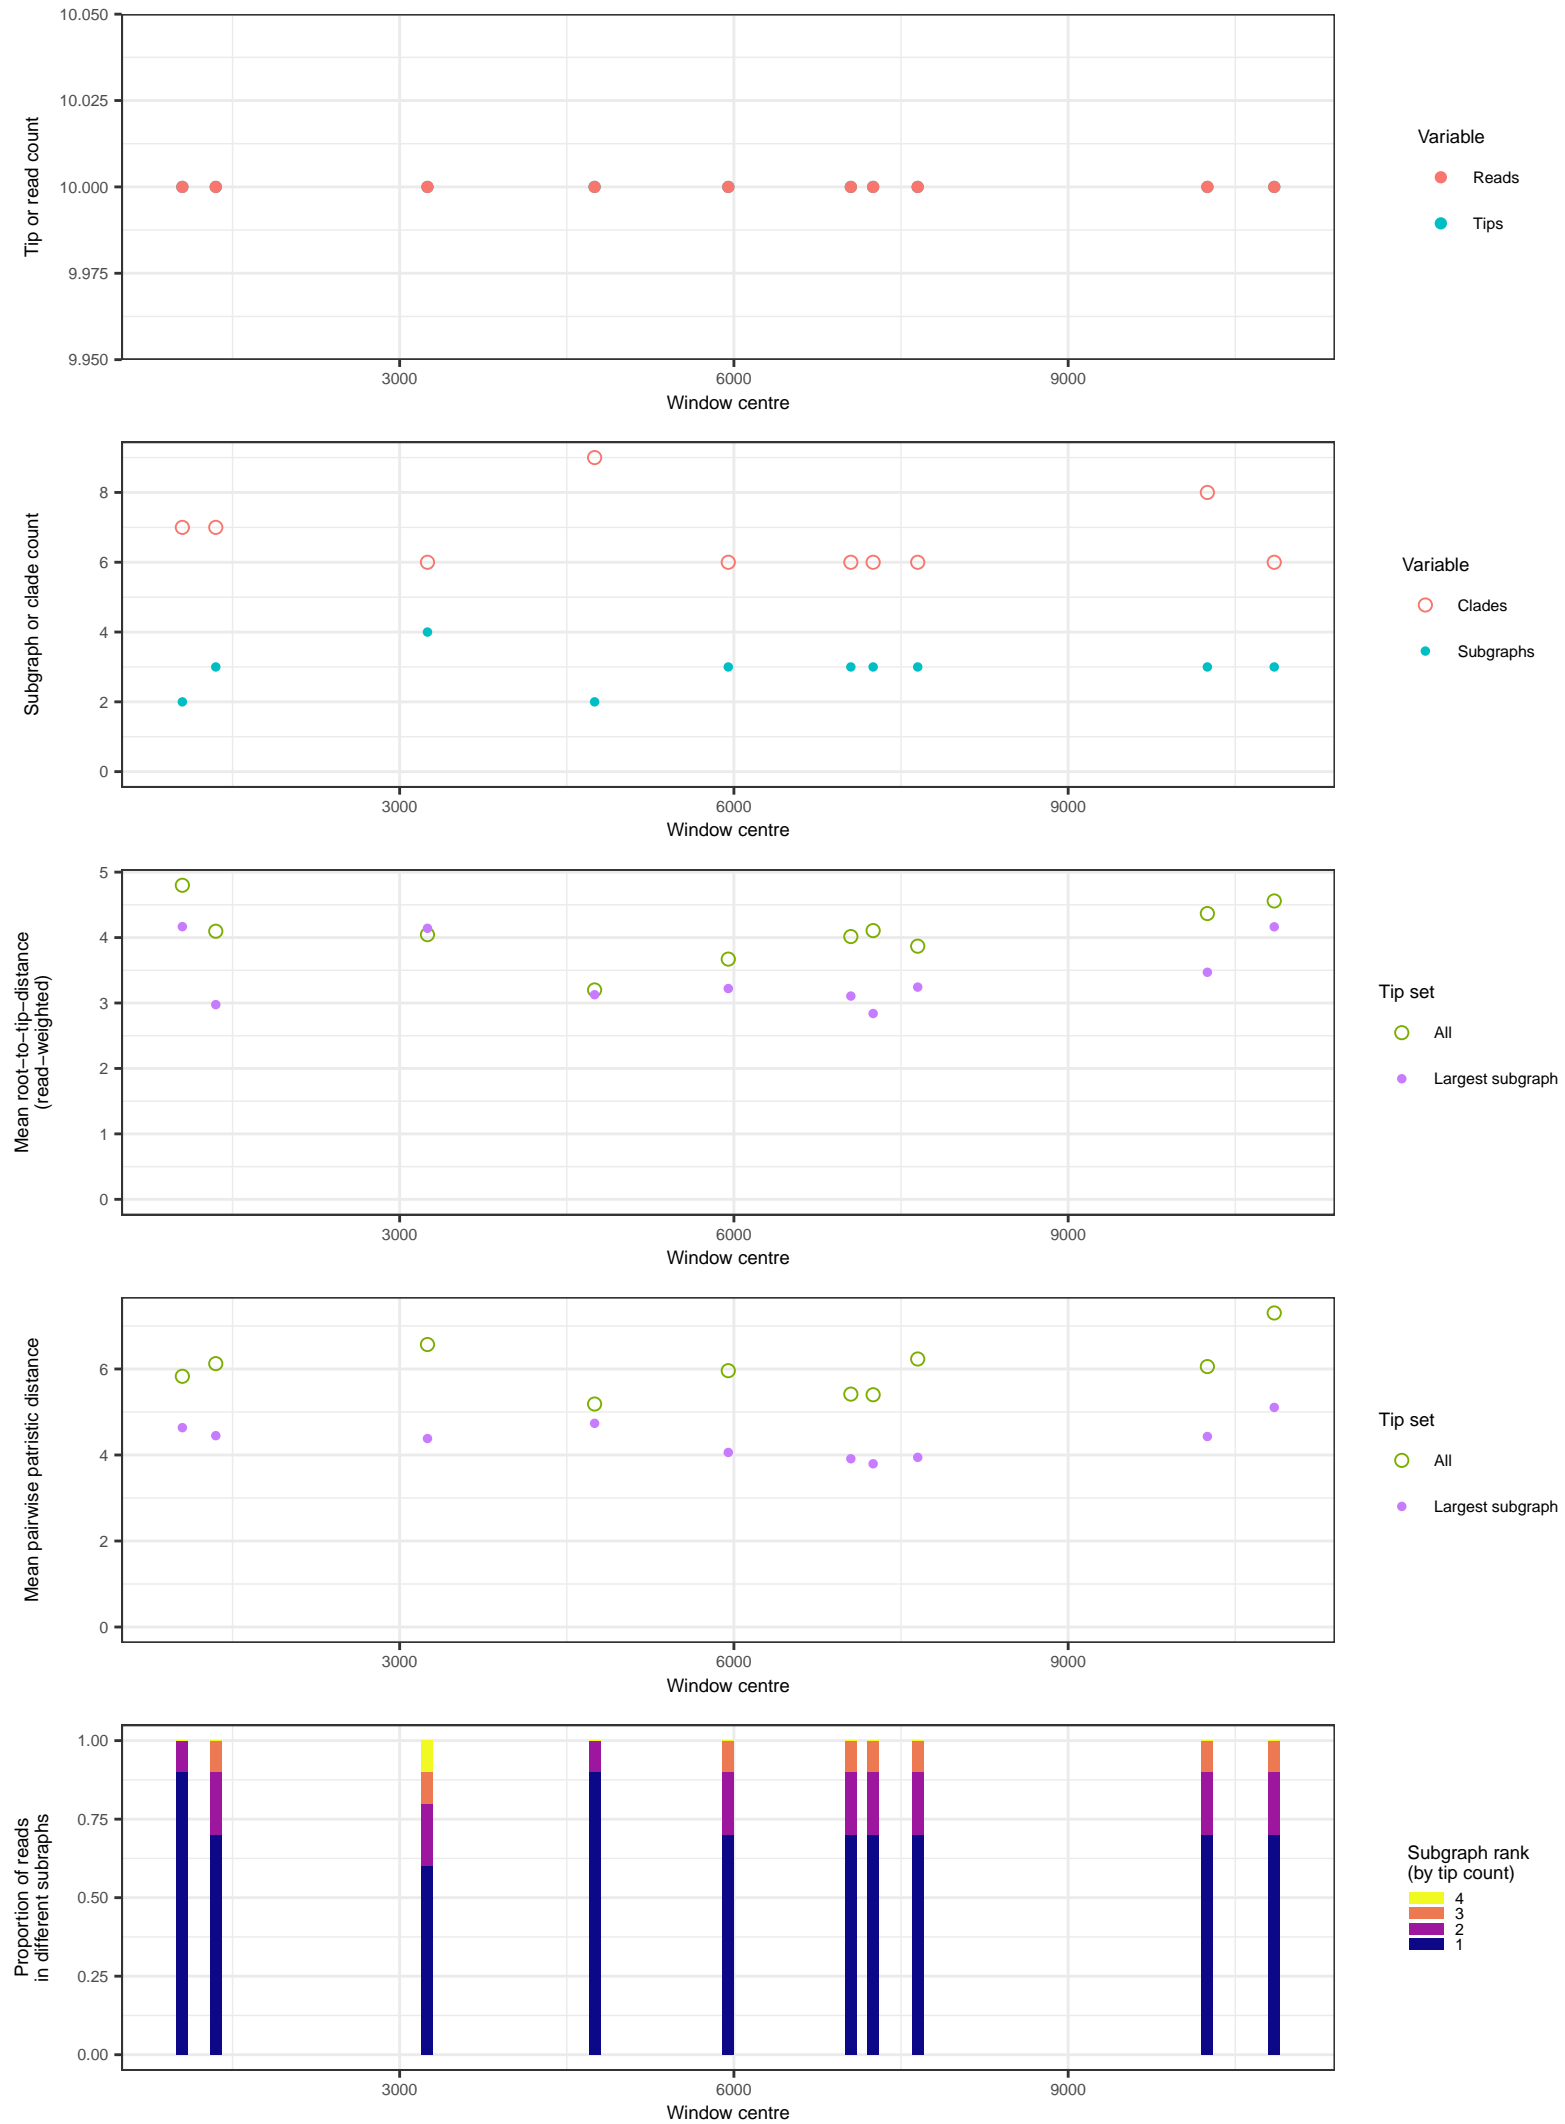 10.050
10.025
10.000
9.975
9.950
Tip or read count
3000
6000
9000
Window centre
Variable
Reads
Tips
8
6
4
2
0
Subgraph or clade count
3000
6000
9000
Window centre
Variable
Clades
Subgraphs
5
4
3
2
1
0
Mean root−to−tip−distance
(read−weighted)
3000
6000
9000
Window centre
Tip set
All
Largest subgraph
6
4
2
0
Mean pairwise patristic distance
3000
6000
9000
Window centre
Tip set
All
Largest subgraph
1.00
0.75
0.50
0.25
0.00
Proportion of reads
in different subraphs
3000
6000
9000
Window centre
Subgraph rank
(by tip count)
4
3
2
1